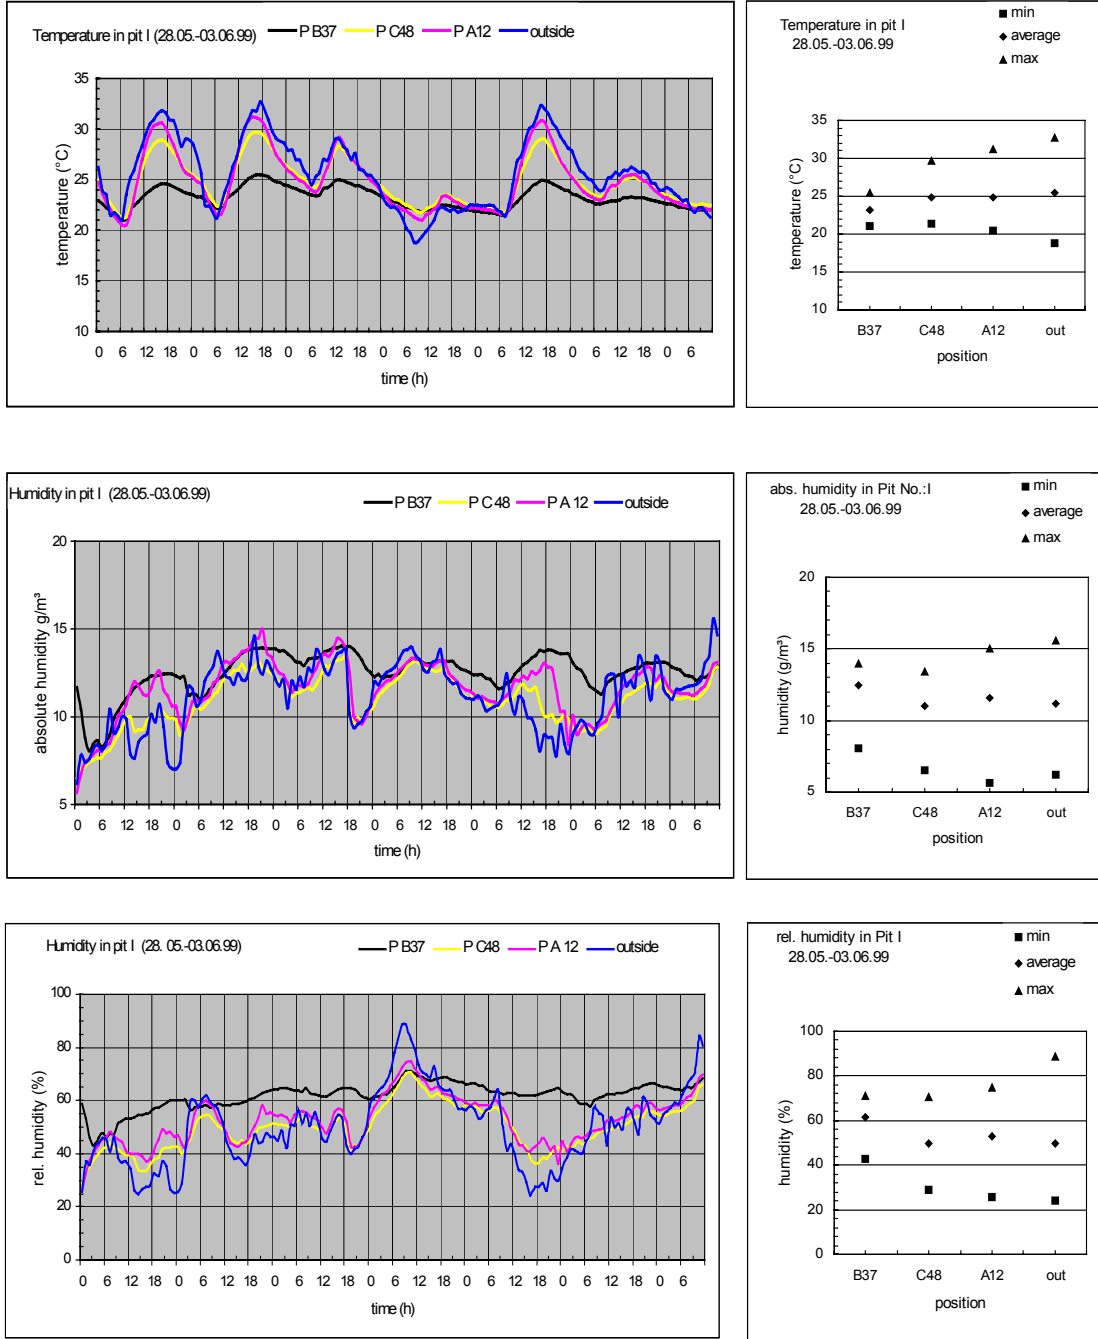 Temperature in pit I (28.05.-03.06.99)
P B37 P C48 P A12 outside
temperature (°C)
35
30
25
20
15
10
0 6 12 18 0 6 12 18 0 6 12 18 0 6 12 18 0 6 12 18 0 6 12 18 0 6
time (h)
Temperature in pit I
28.05.-03.06.99
min
average
max
temperature (°C)
35
30
25
20
15
10
B37 C48 A12 out
position
Humidity in pit I (28.05.-03.06.99)
P B37 P C48 P A 12 outside
absolute humidity g/m³
20
15
10
5
0 6 12 18 0 6 12 18 0 6 12 18 0 6 12 18 0 6 12 18 0 6 12 18 0 6
time (h)
abs. humidity in Pit No.:I
28.05.-03.06.99
min
average
max
humidity (g/m³)
20
15
10
5
B37 C48 A12 out
position
Humidity in pit I (28. 05.-03.06.99)
P B37 P C48 P A 12 outside
rel. humidity (%)
100
80
60
40
20
0
0 6 12 18 0 6 12 18 0 6 12 18 0 6 12 18 0 6 12 18 0 6 12 18 0 6
time (h)
rel. humidity in Pit I
28.05.-03.06.99
min
average
max
humidity (%)
100
80
60
40
20
0
B37 C48 A12 out
position